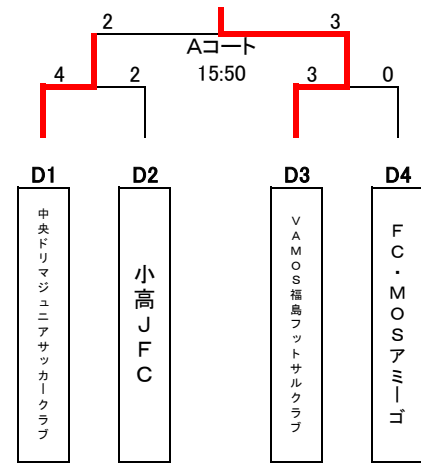 2 3
Aコート
15:50
4 2 3 0
D1 D2 D3 D4
中央ドリマジュニアサッカークラブ
小高JFC
VAMOS福島フットサルクラブ
FC・MOSアミーゴ